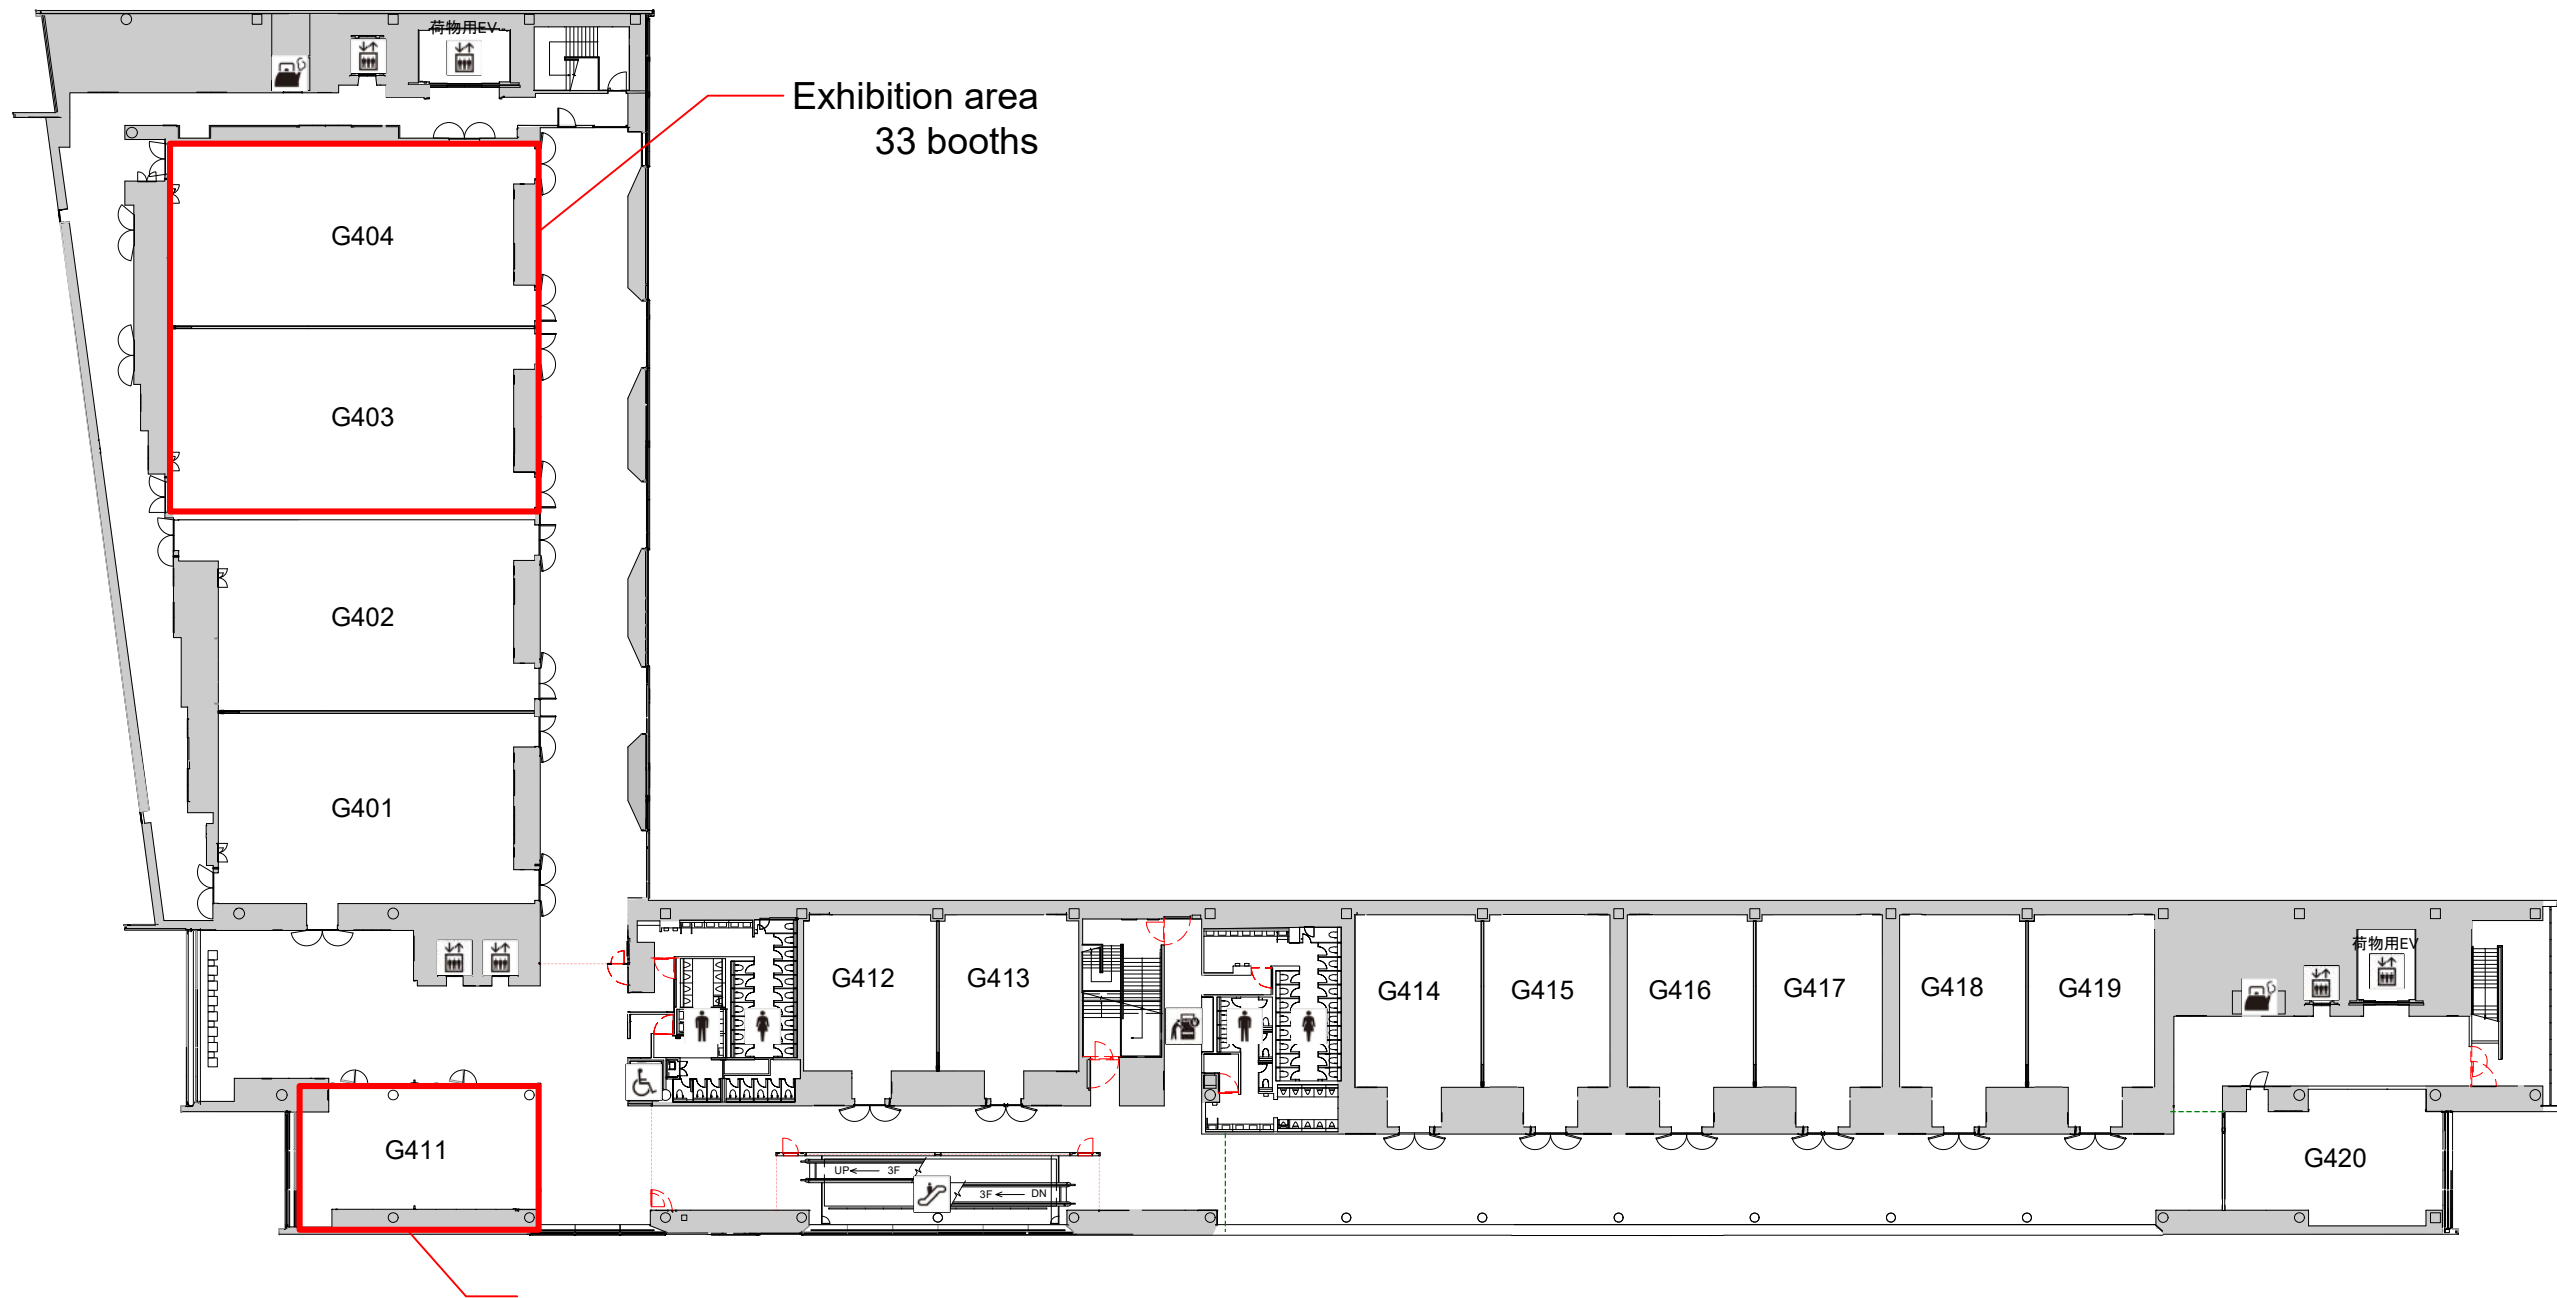 荷物用EV
Exhibition area
33 booths
G404
G403
G402
G401
G412
G413
G414
G415
G416
G417
G418
G419
荷物用EV
G411
G420
UP
3F
3F
DN